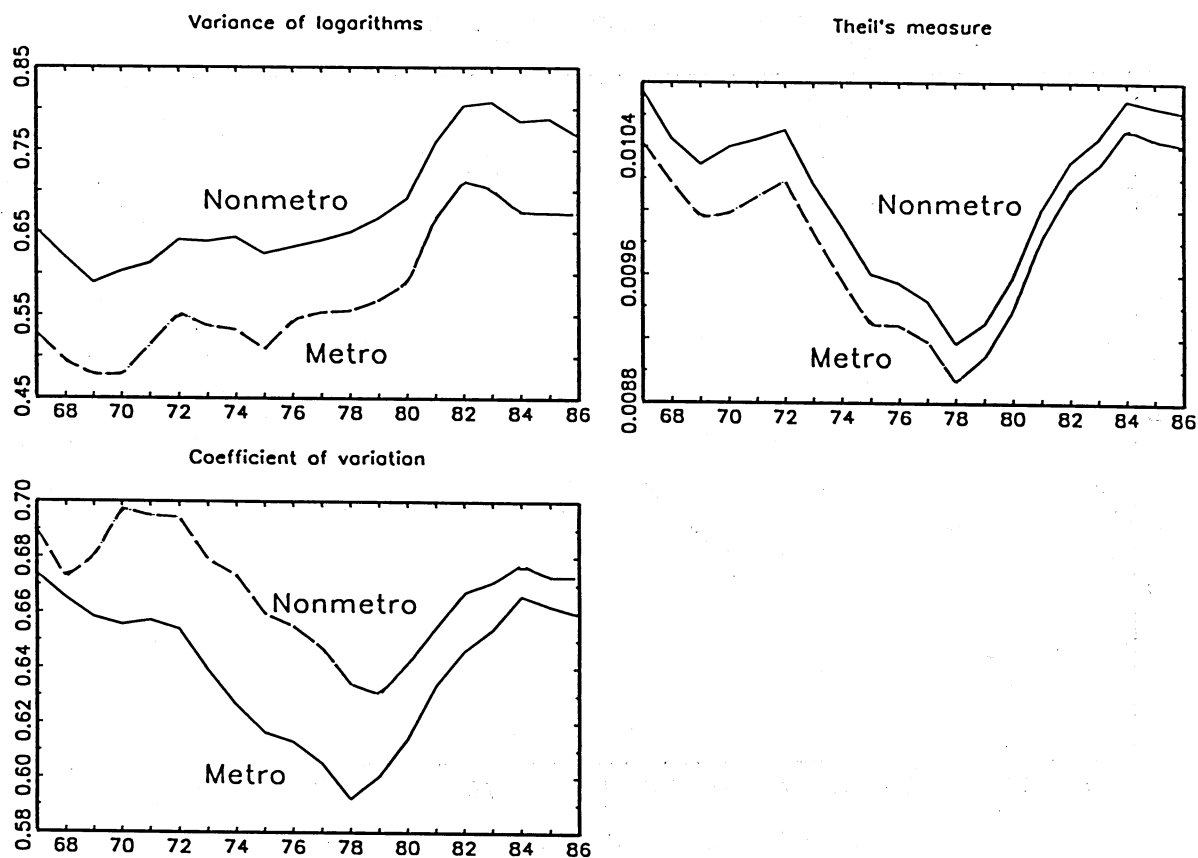 Variance of logarithms
0.85
0.75
0.65
0.55
0.45
Nonmetro
Metro
68 70 72 74 76 78 80 82 84 86
Theil's measure
0.0104
0.0096
0.0088
Nonmetro
Metro
68 70 72 74 76 78 80 82 84 86
Coefficient of variation
0.70
0.68
0.66
0.64
0.62
0.60
0.58
Nonmetro
Metro
68 70 72 74 76 78 80 82 84 86